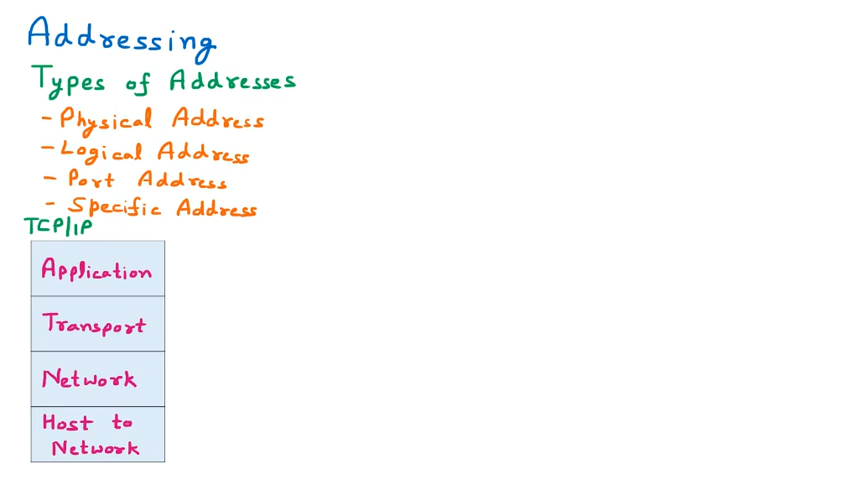 Addressing
Types of Addresses
- Physical Address
- Logical Address
- Port Address
- Specific Address
TCP/IP
Application
Transport
Network
Host to
Network